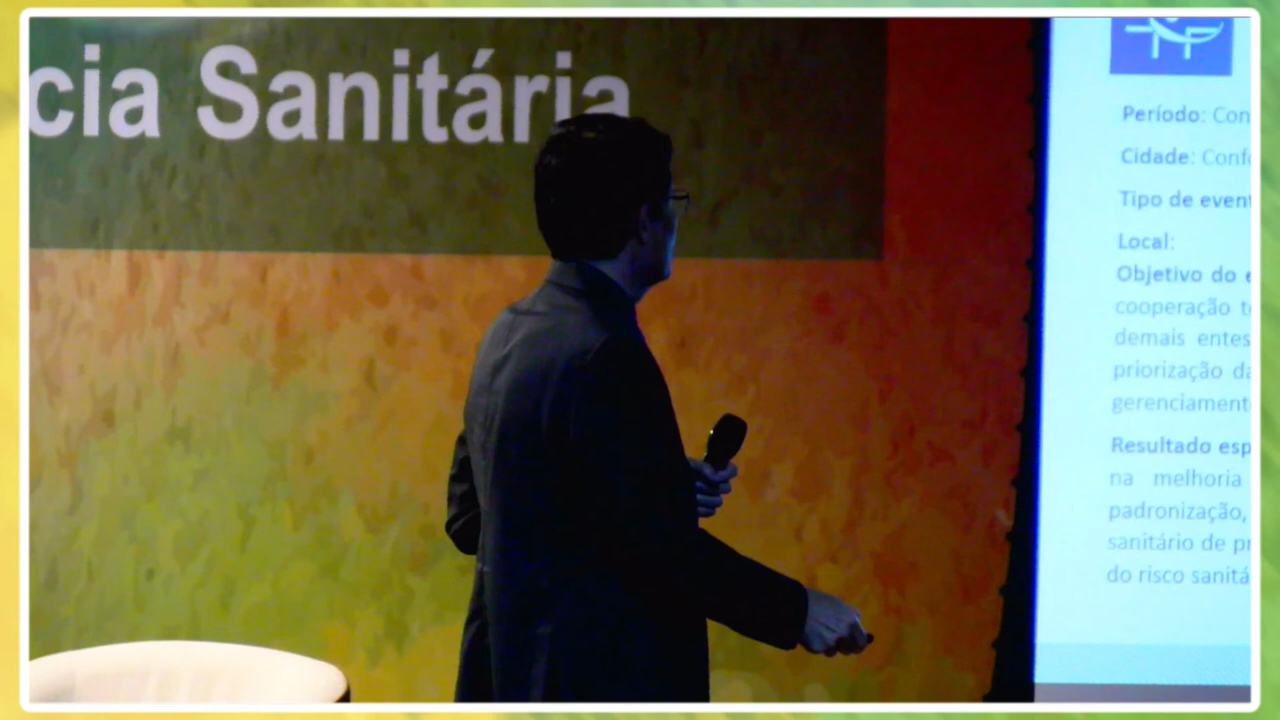 cia Sanitária
Período: Con
Cidade: Conf
Tipo de even
Local:
Objetivo do e
cooperação t
demais entes
priorização da
gerenciament
Resultado esp
na melhoria
padronização,
sanitário de pr
do risco sanitá